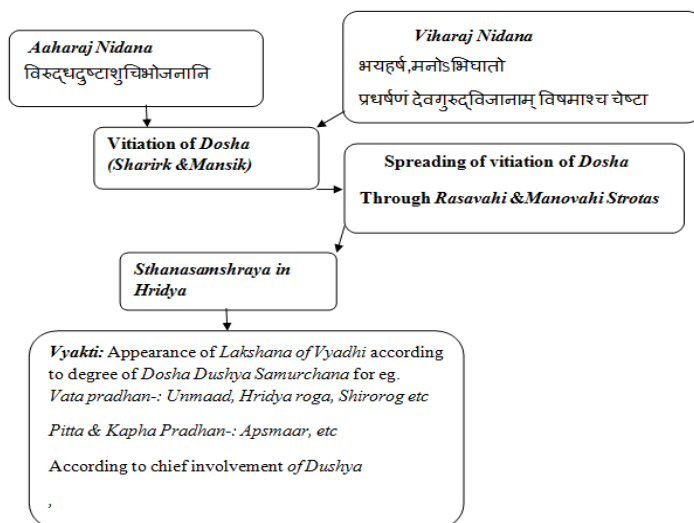 Aaharaj Nidana
विरुद्धदुष्टाशुचिभोजनानि
Viharaj Nidana
भयहर्ष,मनोऽभिघातो
प्रधर्षणं देवगुरुद्विजानाम् विषमाश्च चेष्टा
Vitiation of Dosha
(Sharirk &Mansik)
Spreading of vitiation of Dosha
Through Rasavahi &Manovahi Strotas
Sthanasamshraya in
Hridya
Vyakti: Appearance of Lakshana of Vyadhi according
to degree of Dosha Dushya Samurchana for eg.
Vata pradhan-: Unmaad, Hridya roga, Shirorog etc
Pitta & Kapha Pradhan-: Apsmaar, etc
According to chief involvement of Dushya
,